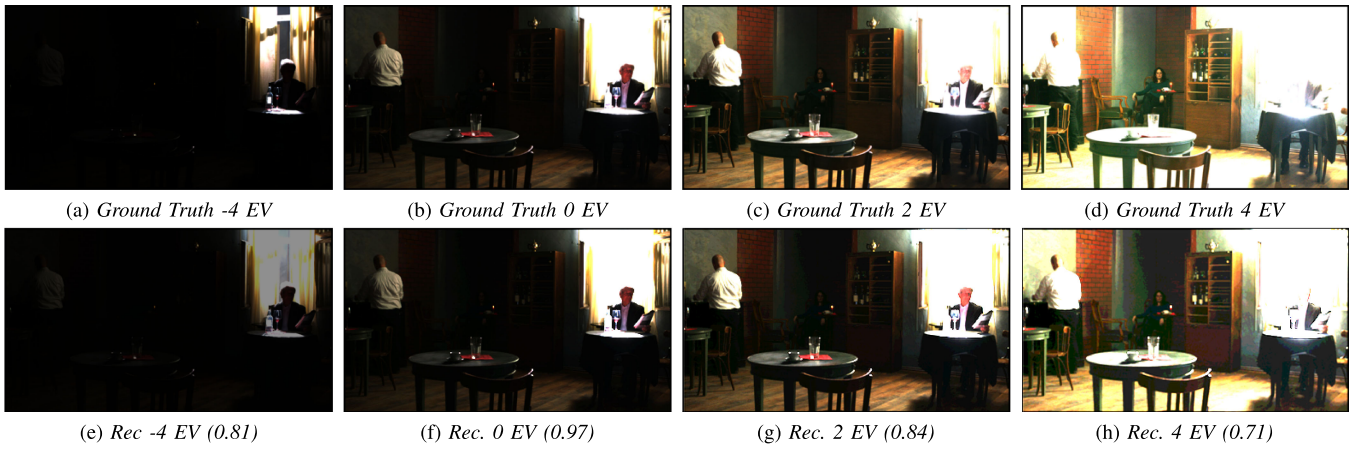 (a) Ground Truth -4 EV
(b) Ground Truth 0 EV
(c) Ground Truth 2 EV
(d) Ground Truth 4 EV
(e) Rec -4 EV (0.81)
(f) Rec. 0 EV (0.97)
(g) Rec. 2 EV (0.84)
(h) Rec. 4 EV (0.71)